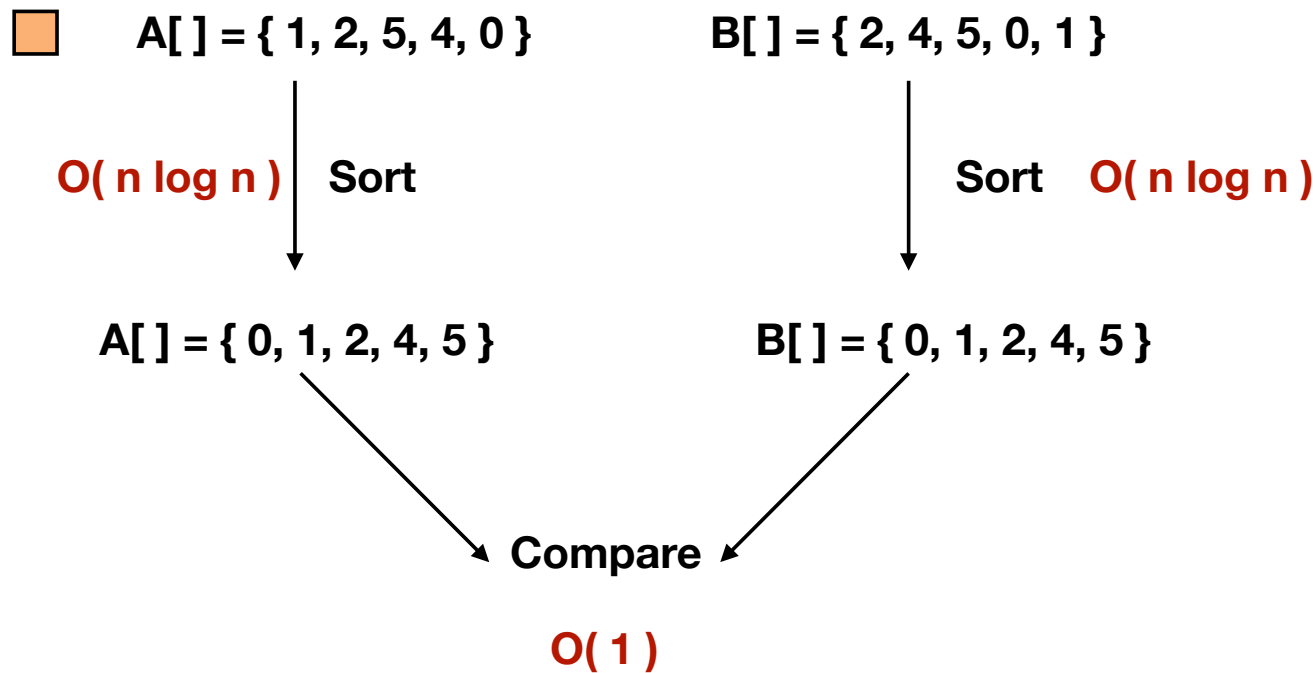 A[ ] = { 1, 2, 5, 4, 0 }
B[ ] = { 2, 4, 5, 0, 1 }
O( n log n )
Sort
Sort
O( n log n )
A[ ] = { 0, 1, 2, 4, 5 }
B[ ] = { 0, 1, 2, 4, 5 }
Compare
O( 1 )